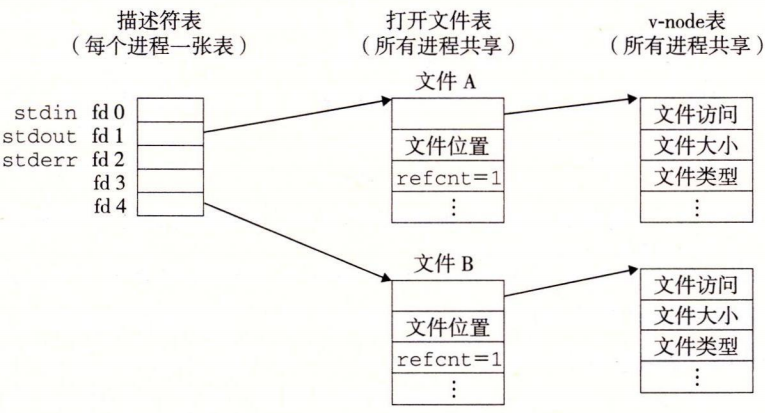 描述符表
（每个进程一张表）
打开文件表
（所有进程共享）
v-node表
（所有进程共享）
stdin fd 0
stdout fd 1
stderr fd 2
fd 3
fd 4
文件 A
文件位置
refcnt=1
⋮
文件访问
文件大小
文件类型
⋮
文件 B
文件位置
refcnt=1
⋮
文件访问
文件大小
文件类型
⋮